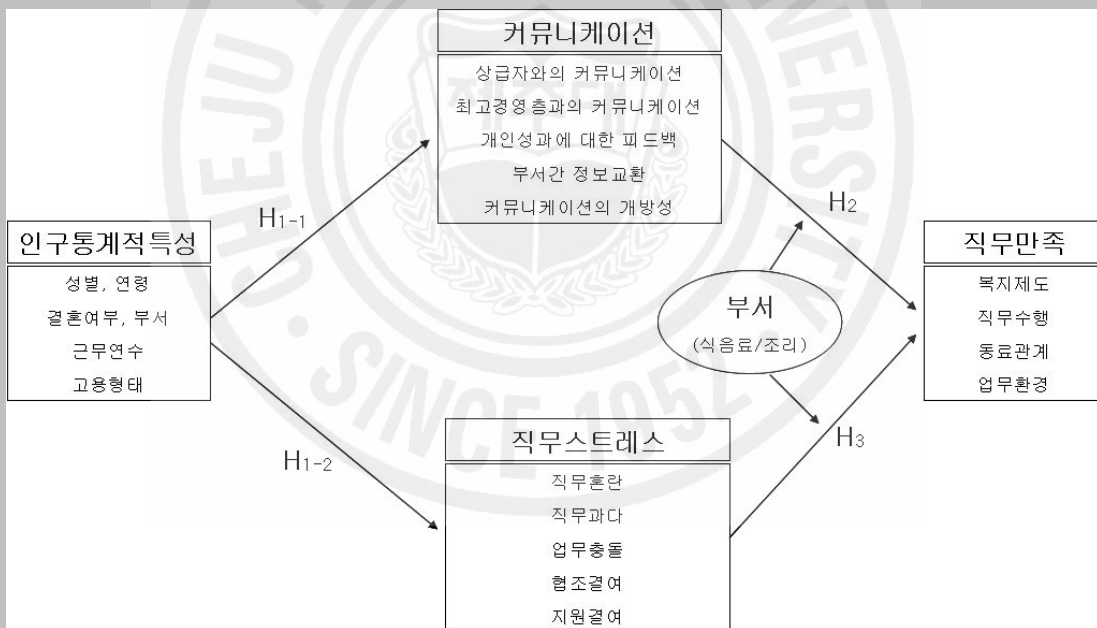 커뮤니케이션
상급자와의 커뮤니케이션
최고경영층과의 커뮤니케이션
개인성과에 대한 피드백
부서간 정보교환
커뮤니케이션의 개방성
H1-1
H2
인구통계적특성
성별, 연령
결혼여부, 부서
근무연수
고용형태
부서
(식음료/조리)
직무만족
복지제도
직무수행
동료관계
업무환경
H1-2
H3
직무스트레스
직무혼란
직무과다
업무충돌
협조결여
지원결여
CHEJU
SINCE 1952